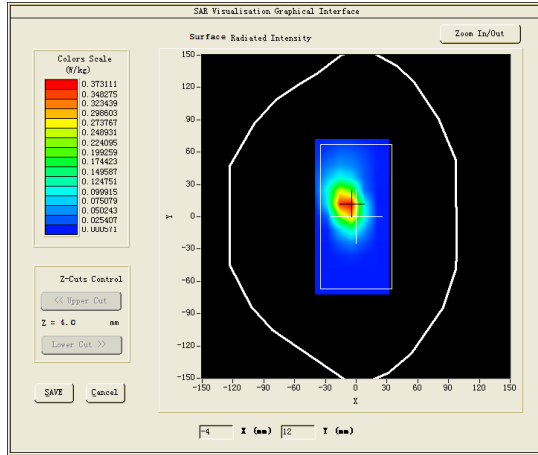 SAR Visualisation Graphical Interface
Surface Radiated Intensity
Zoom In/Out
Colors Scale
(W/kg)
0.373111
0.348275
0.323439
0.298603
0.273767
0.248931
0.224095
0.199259
0.174423
0.149587
0.124751
0.099915
0.075079
0.050243
0.025407
0.000571
150
120
90
60
30
0
-30
-60
-90
-120
-150
Y
-150 -120 -90 -60 -30 0 30 60 90 120 150
X
Z-Cuts Control
<< Upper Cut
Z = 4.0 mm
Lower Cut >>
SAVE Cancel
-4 X (mm) 12 Y (mm)